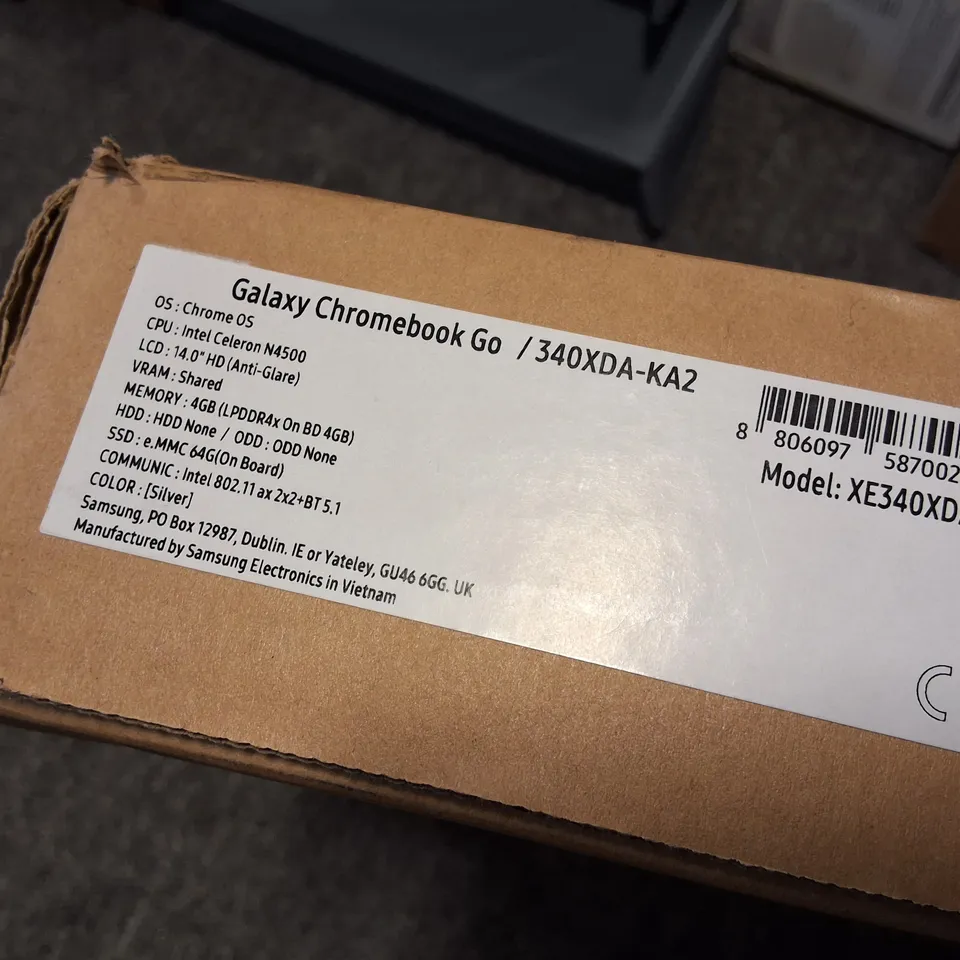 Galaxy Chromebook Go / 340XDA-KA2
OS : Chrome OS
CPU : Intel Celeron N4500
LCD : 14.0" HD (Anti-Glare)
VRAM : Shared
MEMORY : 4GB (LPDDR4x On BD 4GB)
HDD : HDD None / ODD : ODD None
SSD : e.MMC 64G(On Board)
COMMUNIC : Intel 802.11 ax 2x2+BT 5.1
COLOR : [Silver]
Samsung, PO Box 12987, Dublin. IE or Yateley, GU46 6GG. UK
Manufactured by Samsung Electronics in Vietnam
8 806097 587002
Model: XE340XD